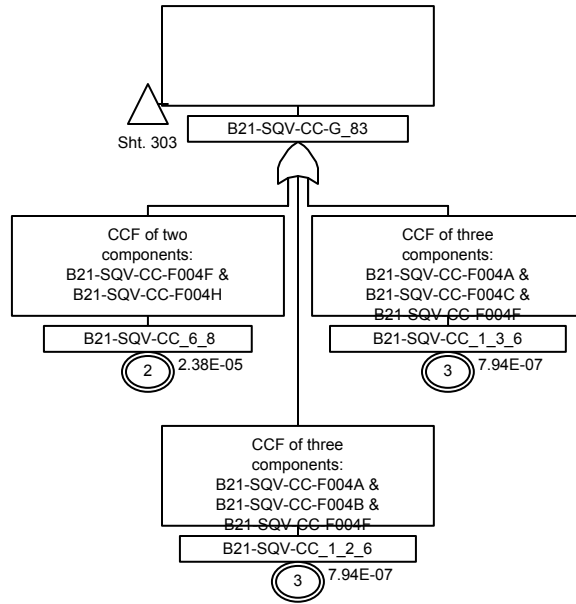 Sht. 303
B21-SQV-CC-G_83
CCF of two
components:
B21-SQV-CC-F004F &
B21-SQV-CC-F004H
B21-SQV-CC_6_8
2
2.38E-05
CCF of three
components:
B21-SQV-CC-F004A &
B21-SQV-CC-F004C &
B21-SQV-CC-F004F
B21-SQV-CC_1_3_6
3
7.94E-07
CCF of three
components:
B21-SQV-CC-F004A &
B21-SQV-CC-F004B &
B21-SQV-CC-F004F
B21-SQV-CC_1_2_6
3
7.94E-07